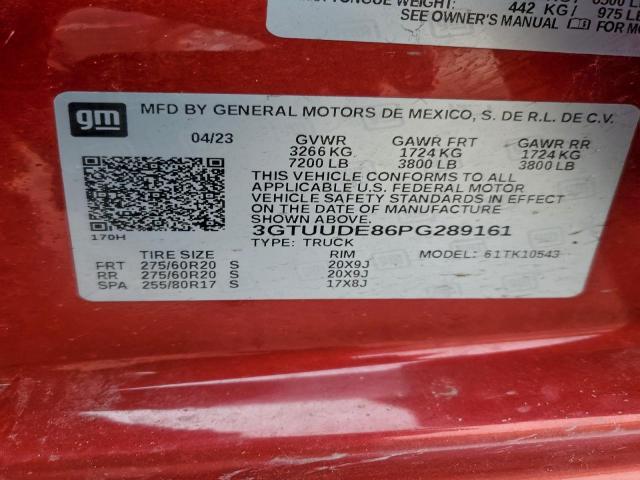 TONGUE WEIGHT:
442 KG / 975 L
SEE OWNER'S MANUAL FOR MO
gm
MFD BY GENERAL MOTORS DE MEXICO, S. DE R.L. DE C.V.
04/23 GVWR GAWR FRT GAWR RR
3266 KG 1724 KG 1724 KG
7200 LB 3800 LB 3800 LB
THIS VEHICLE CONFORMS TO ALL
APPLICABLE U.S. FEDERAL MOTOR
VEHICLE SAFETY STANDARDS IN EFFECT
ON THE DATE OF MANUFACTURE
SHOWN ABOVE.
3GTUUDE86PG289161
170H
TYPE: TRUCK MODEL: 61TK10543
TIRE SIZE RIM
FRT 275/60R20 S 20X9J
RR 275/60R20 S 20X9J
SPA 255/80R17 S 17X8J